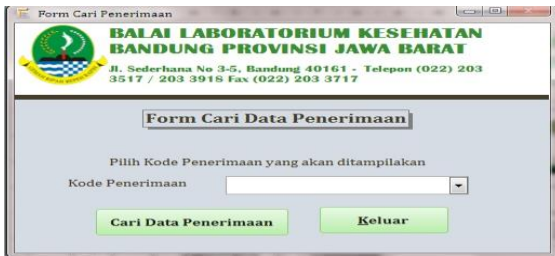 Form Cari Penerimaan
BALAI LABORATORIUM KESEHATAN
BANDUNG PROVINSI JAWA BARAT
Jl. Sederhana No 3-5, Bandung 40161 - Telepon (022) 203
3517 / 203 3918 Fax (022) 203 3717
Form Cari Data Penerimaan
Pilih Kode Penerimaan yang akan ditampilakan
Kode Penerimaan
Cari Data Penerimaan
Keluar